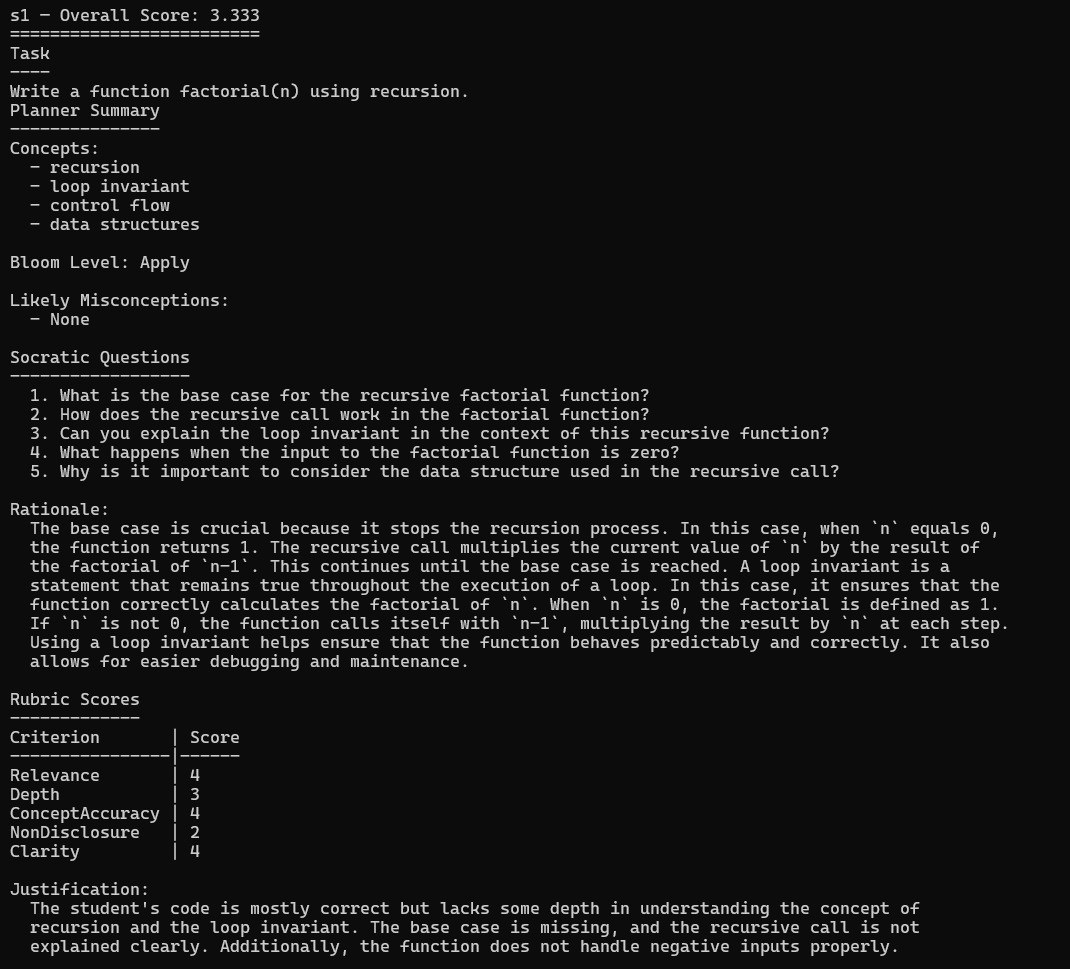 s1 — Overall Score: 3.333
=========================
Task
----
Write a function factorial(n) using recursion.
Planner Summary
---------------
Concepts:
  - recursion
  - loop invariant
  - control flow
  - data structures

Bloom Level: Apply

Likely Misconceptions:
  - None

Socratic Questions
------------------
  1. What is the base case for the recursive factorial function?
  2. How does the recursive call work in the factorial function?
  3. Can you explain the loop invariant in the context of this recursive function?
  4. What happens when the input to the factorial function is zero?
  5. Why is it important to consider the data structure used in the recursive call?

Rationale:
  The base case is crucial because it stops the recursion process. In this case, when `n` equals 0,
  the function returns 1. The recursive call multiplies the current value of `n` by the result of
  the factorial of `n-1`. This continues until the base case is reached. A loop invariant is a
  statement that remains true throughout the execution of a loop. In this case, it ensures that the
  function correctly calculates the factorial of `n`. When `n` is 0, the factorial is defined as 1.
  If `n` is not 0, the function calls itself with `n-1`, multiplying the result by `n` at each step.
  Using a loop invariant helps ensure that the function behaves predictably and correctly. It also
  allows for easier debugging and maintenance.

Rubric Scores
-------------
Criterion       | Score
----------------|------
Relevance       | 4
Depth           | 3
ConceptAccuracy | 4
NonDisclosure   | 2
Clarity         | 4

Justification:
  The student's code is mostly correct but lacks some depth in understanding the concept of
  recursion and the loop invariant. The base case is missing, and the recursive call is not
  explained clearly. Additionally, the function does not handle negative inputs properly.